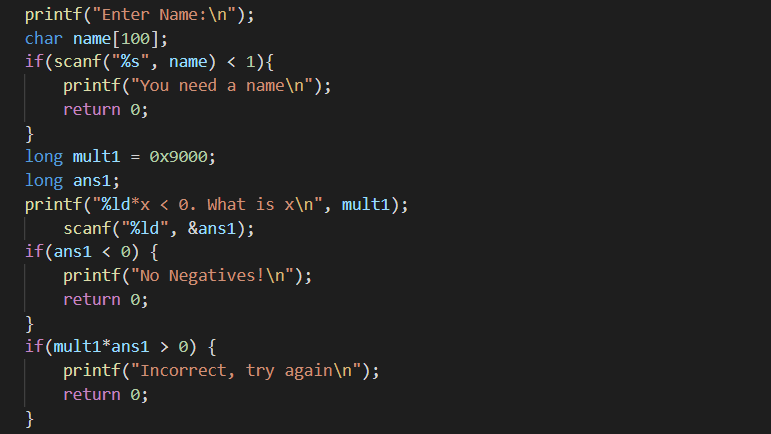 printf("Enter Name:\n");
char name[100];
if(scanf("%s", name) < 1){
    printf("You need a name\n");
    return 0;
}
long mult1 = 0x9000;
long ans1;
printf("%ld*x < 0. What is x\n", mult1);
    scanf("%ld", &ans1);
if(ans1 < 0) {
    printf("No Negatives!\n");
    return 0;
}
if(mult1*ans1 > 0) {
    printf("Incorrect, try again\n");
    return 0;
}